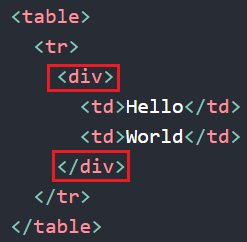 <table>
<tr>
<div>
<td>Hello</td>
<td>World</td>
</div>
</tr>
</table>